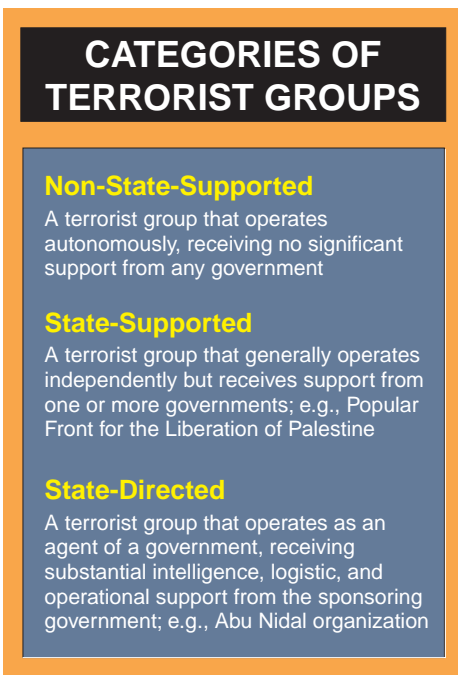 CATEGORIES OF
TERRORIST GROUPS
Non-State-Supported
A terrorist group that operates
autonomously, receiving no significant
support from any government
State-Supported
A terrorist group that generally operates
independently but receives support from
one or more governments; e.g., Popular
Front for the Liberation of Palestine
State-Directed
A terrorist group that operates as an
agent of a government, receiving
substantial intelligence, logistic, and
operational support from the sponsoring
government; e.g., Abu Nidal organization